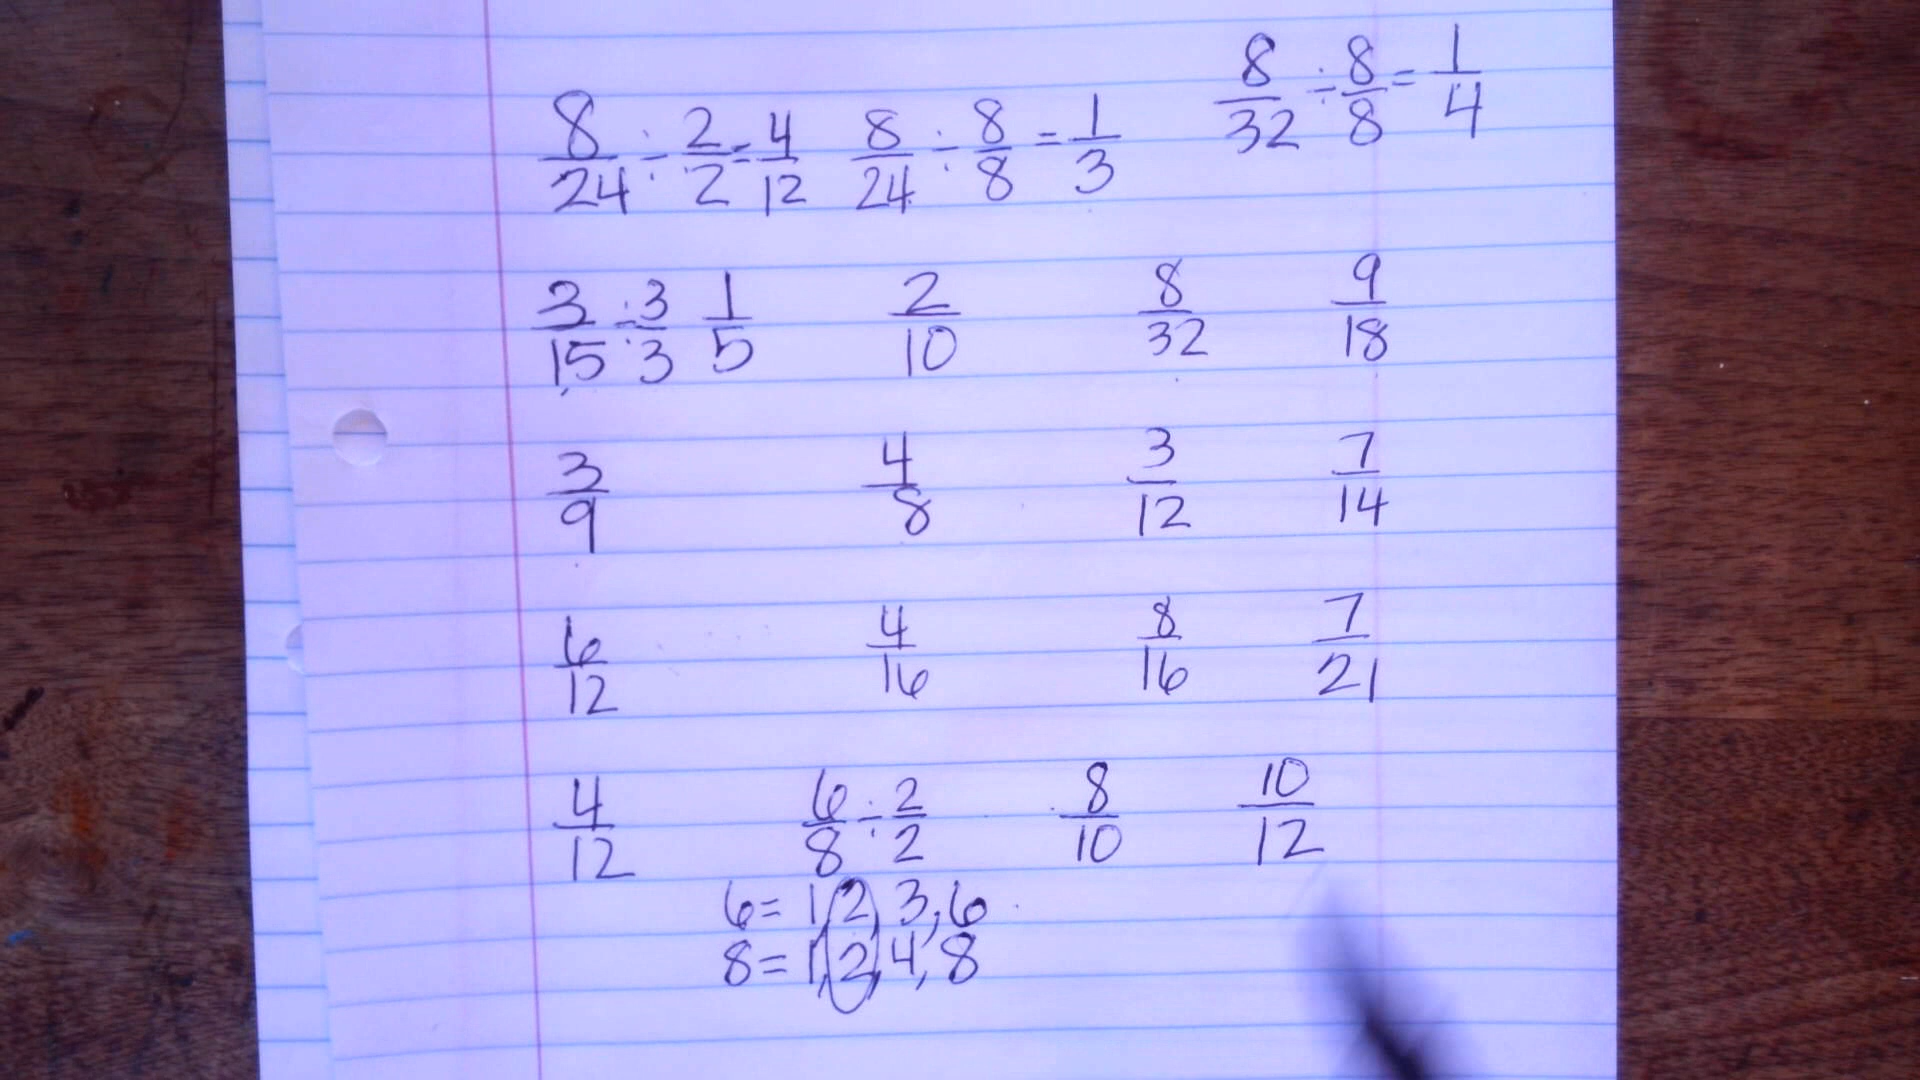 8/24 ÷ 2/2 = 4/12 8/24 ÷ 8/8 = 1/3 8/32 ÷ 8/8 = 1/4
3/15 ÷ 3/3 1/5 2/10 8/32 9/18
3/9 4/8 3/12 7/14
6/12 4/16 8/16 7/21
4/12 6/8 ÷ 2/2 8/10 10/12
6 = 1, 2, 3, 6
8 = 1, 2, 4, 8